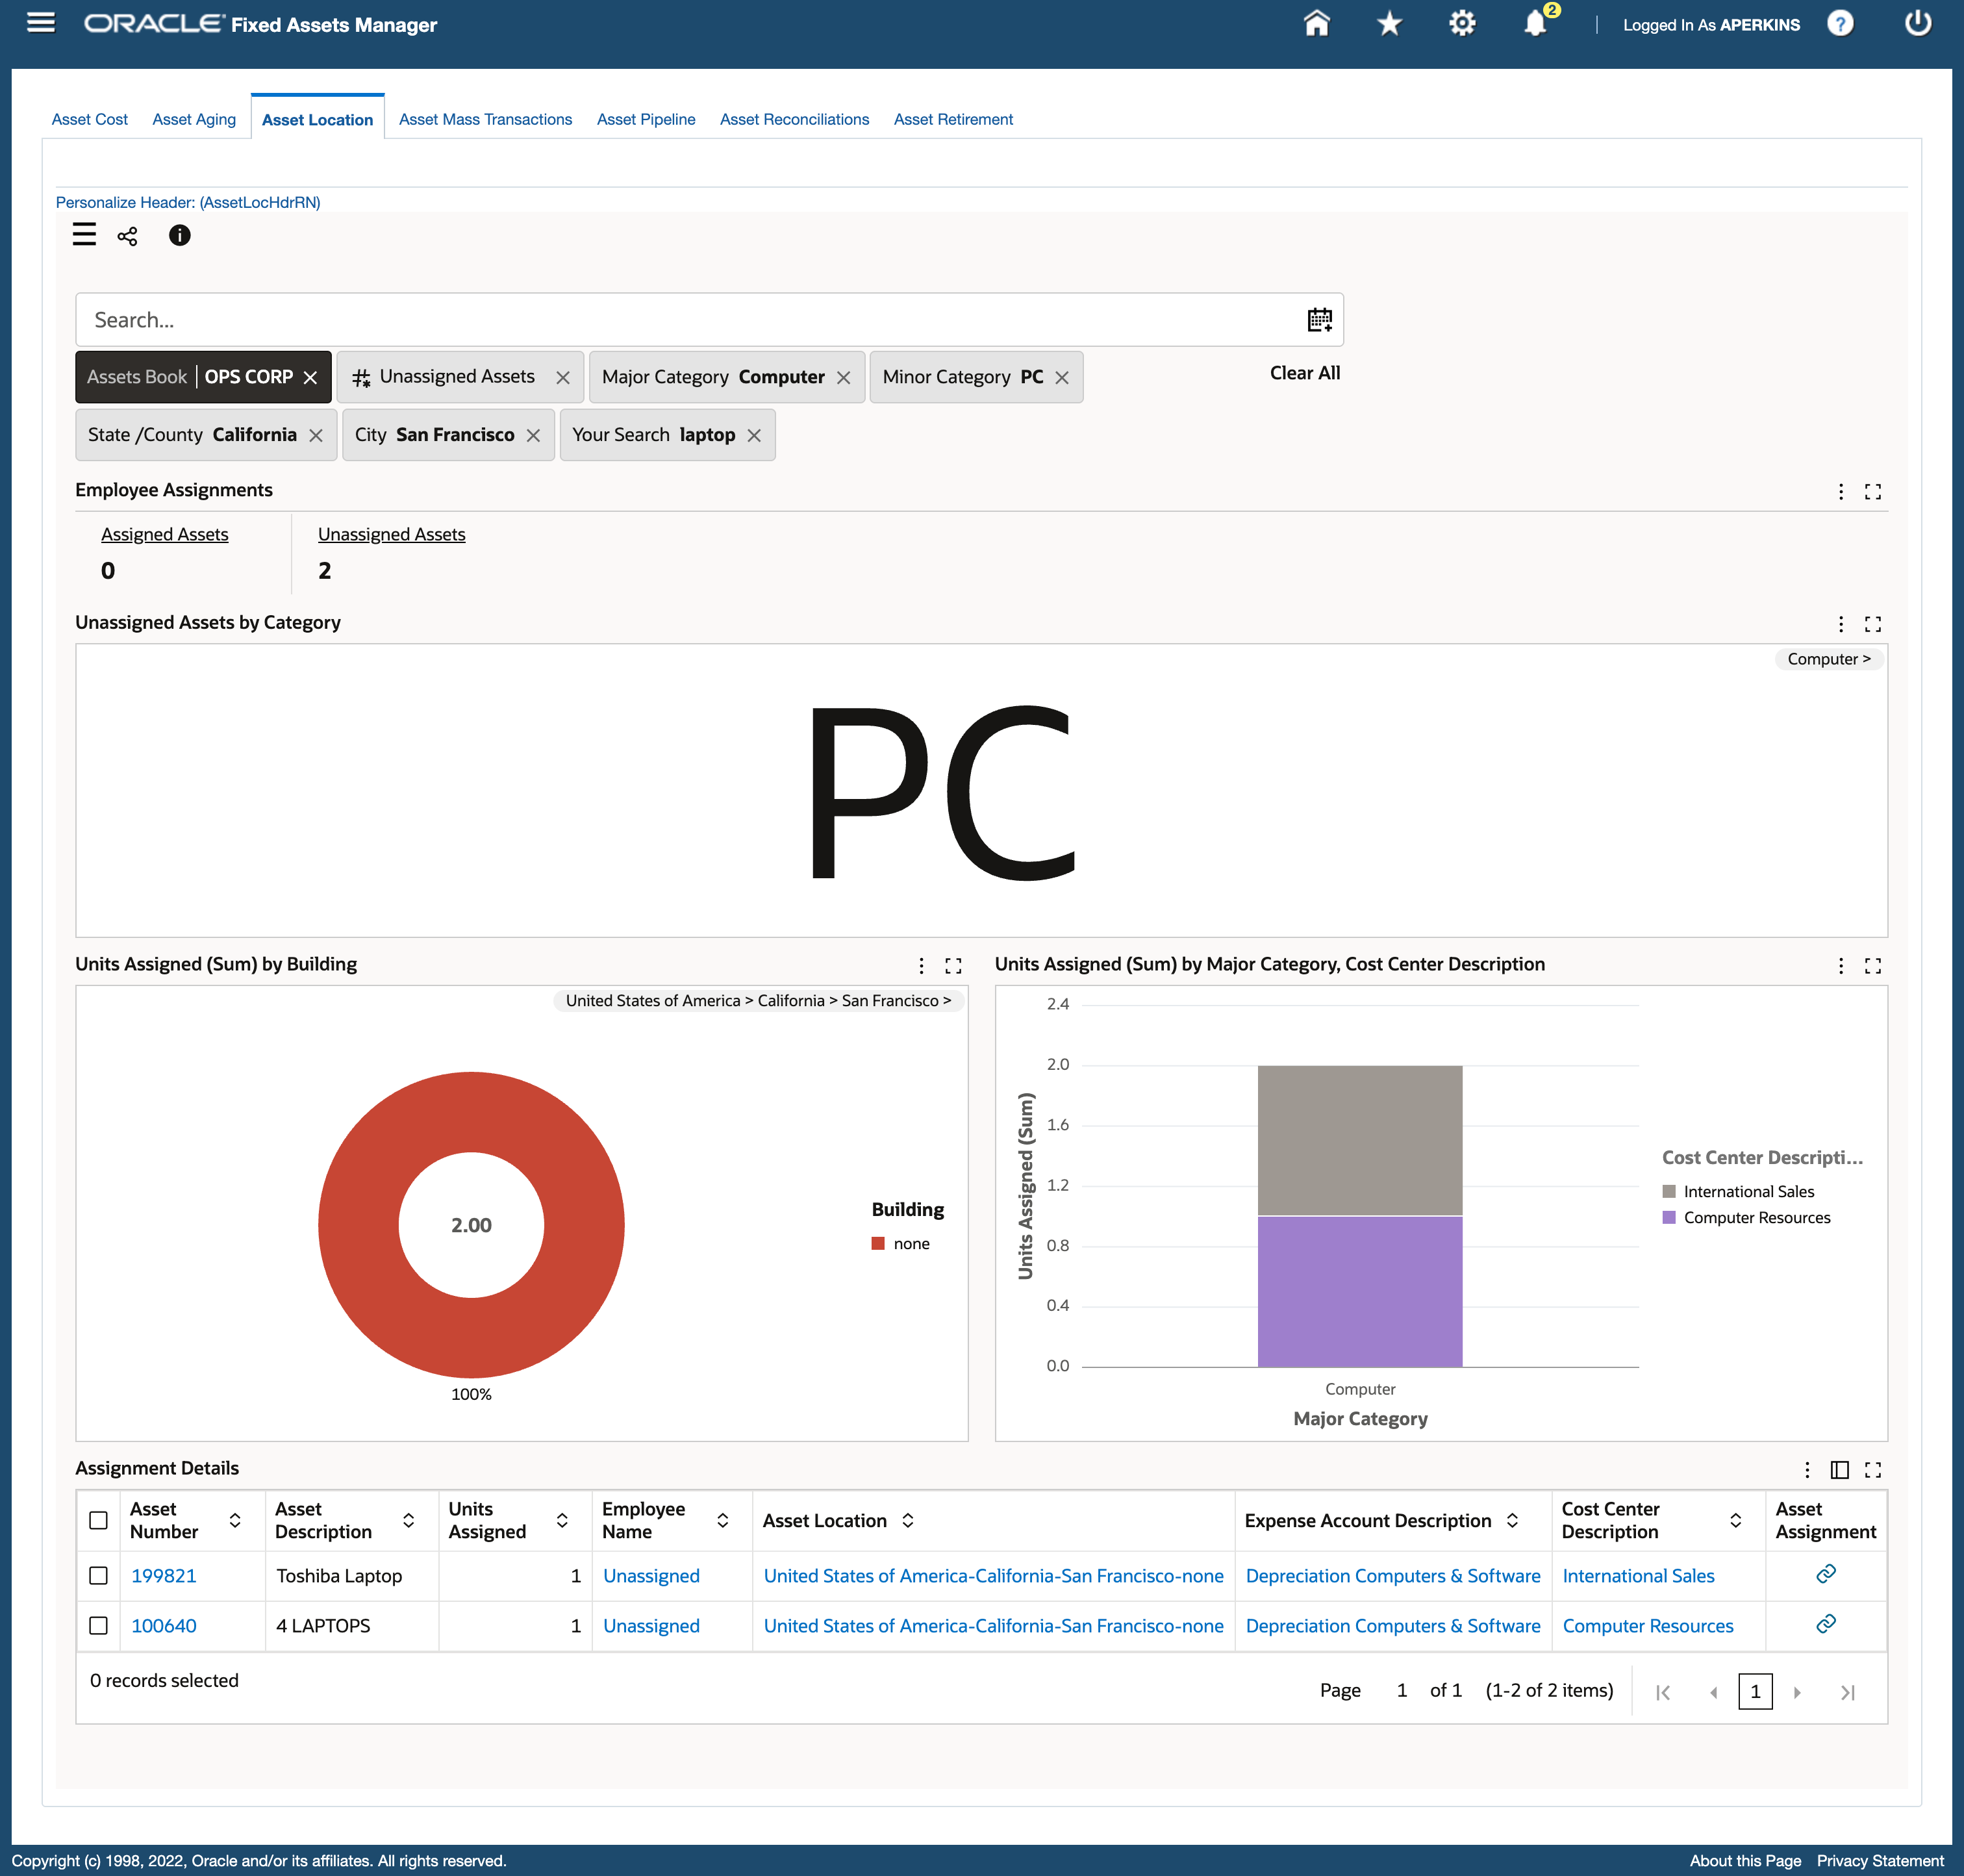 ORACLE Fixed Assets Manager
2
Logged In As APERKINS
?
Asset Cost Asset Aging Asset Location Asset Mass Transactions Asset Pipeline Asset Reconciliations Asset Retirement
Personalize Header: (AssetLocHdrRN)
Search...
Assets Book | OPS CORP Unassigned Assets Major Category Computer Minor Category PC Clear All
State /County California City San Francisco Your Search laptop
Employee Assignments
Assigned Assets Unassigned Assets
0 2
Unassigned Assets by Category
Computer >
PC
Units Assigned (Sum) by Building
United States of America > California > San Francisco >
2.00
100%
Building
none
Units Assigned (Sum) by Major Category, Cost Center Description
Units Assigned (Sum)
2.4
2.0
1.6
1.2
0.8
0.4
0.0
Computer
Major Category
Cost Center Descripti...
International Sales
Computer Resources
Assignment Details
Asset Number Asset Description Units Assigned Employee Name Asset Location Expense Account Description Cost Center Description Asset Assignment
199821 Toshiba Laptop 1 Unassigned United States of America-California-San Francisco-none Depreciation Computers & Software International Sales
100640 4 LAPTOPS 1 Unassigned United States of America-California-San Francisco-none Depreciation Computers & Software Computer Resources
0 records selected
Page 1 of 1 (1-2 of 2 items) 1
Copyright (c) 1998, 2022, Oracle and/or its affiliates. All rights reserved.
About this Page Privacy Statement